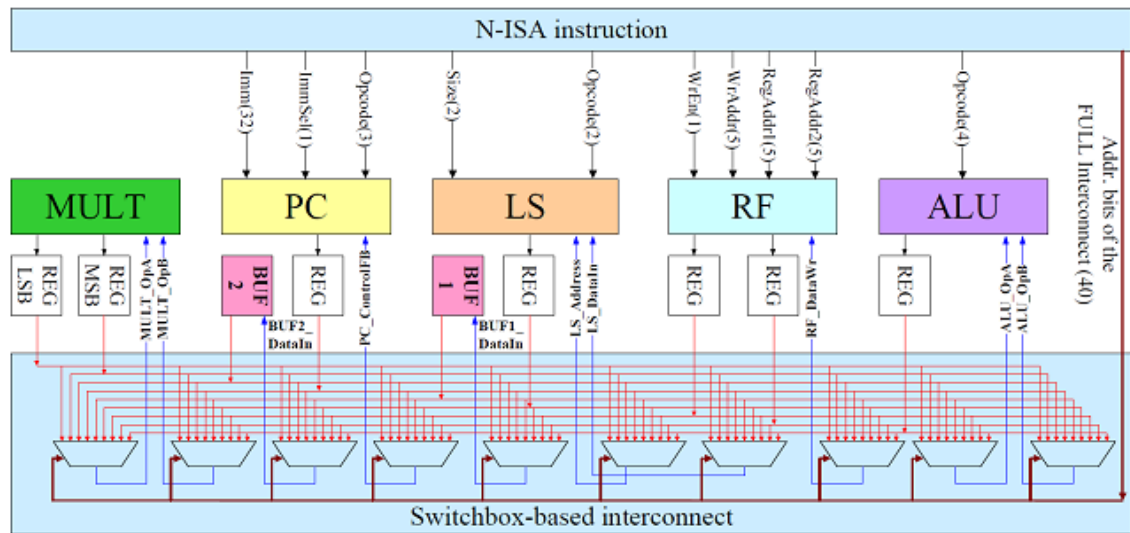 N-ISA instruction
Imm(32)
ImmSel(1)
Opcode(3)
Size(2)
Opcode(2)
WrEn(1)
WrAddr(5)
RegAddr1(5)
RegAddr2(5)
Opcode(4)
Addr. bits of the
FULL Interconnect (40)
MULT
PC
LS
RF
ALU
REG
LSB
REG
MSB
MULT_OpA
MULT_OpB
BUF
2
BUF2_
DataIn
REG
PC_ControlFlow
BUF
1
BUF1_
DataIn
REG
LS_Address
LS_DataIn
REG
REG
RF_DataWr
REG
ALU_OpA
ALU_OpB
Switchbox-based interconnect